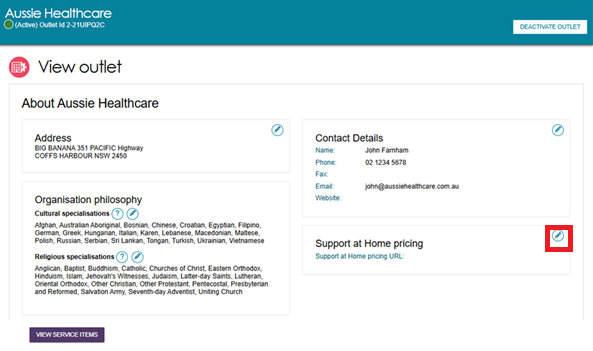 Aussie Healthcare
(Active) Outlet Id 2-21UIPQ2C
DEACTIVATE OUTLET
View outlet
About Aussie Healthcare
Address
BIG BANANA 351 PACIFIC Highway
COFFS HARBOUR NSW 2450
Organisation philosophy
Cultural specialisations ?
Afghan, Australian Aboriginal, Bosnian, Chinese, Croatian, Egyptian, Filipino,
German, Greek, Hungarian, Italian, Karen, Lebanese, Macedonian, Maltese,
Polish, Russian, Serbian, Sri Lankan, Tongan, Turkish, Ukrainian, Vietnamese
Religious specialisations ?
Anglican, Baptist, Buddhism, Catholic, Churches of Christ, Eastern Orthodox,
Hinduism, Islam, Jehovah's Witnesses, Judaism, Latter-day Saints, Lutheran,
Oriental Orthodox, Other Christian, Other Protestant, Pentecostal, Presbyterian
and Reformed, Salvation Army, Seventh-day Adventist, Uniting Church
Contact Details
Name: John Farnham
Phone: 02 1234 5678
Fax:
Email: john@aussiehealthcare.com.au
Website:
Support at Home pricing
Support at Home pricing URL:
VIEW SERVICE ITEMS